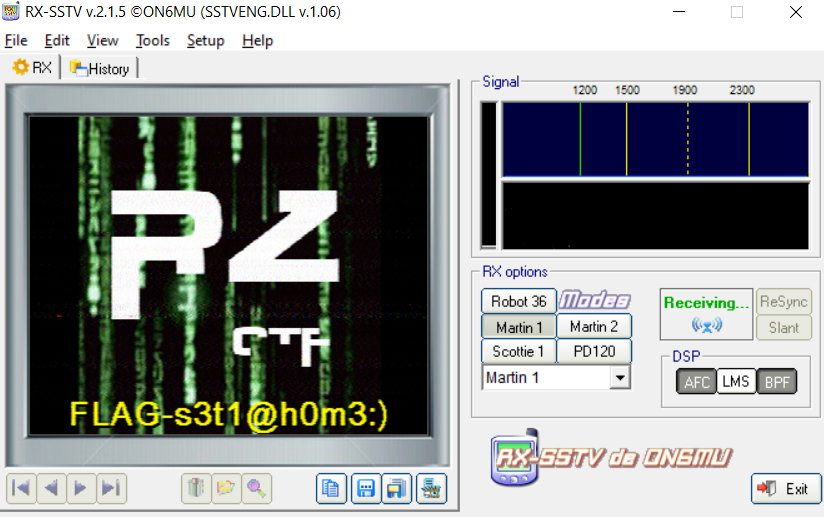 RX-SSTV v.2.1.5 ©ON6MU (SSTVENG.DLL v.1.06)
File Edit View Tools Setup Help
RX History
RZ
CTF
FLAG-s3t1@h0m3:)
Signal
1200 1500 1900 2300
RX options
Robot 36 Modes
Martin 1 Martin 2
Scottie 1 PD120
Martin 1
Receiving... ReSync
Slant
DSP
AFC LMS BPF
RX-SSTV de ON6MU
Exit